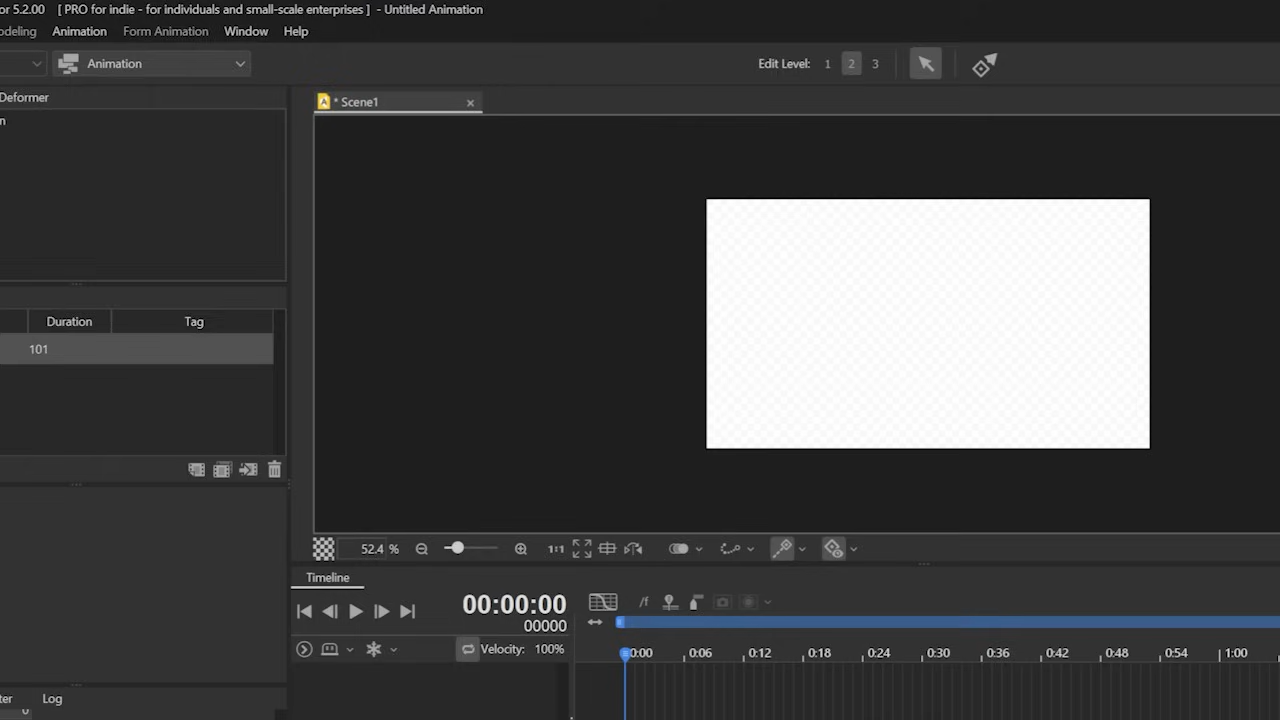 or 5.2.00 [ PRO for indie - for individuals and small-scale enterprises ] - Untitled Animation
odeling Animation Form Animation Window Help
Animation
Edit Level: 1 2 3
Deformer
* Scene1
n
Duration Tag
101
52.4 %
1:1
Timeline
00:00:00
00000
Velocity: 100%
0:00 0:06 0:12 0:18 0:24 0:30 0:36 0:42 0:48 0:54 1:00
ter Log
0